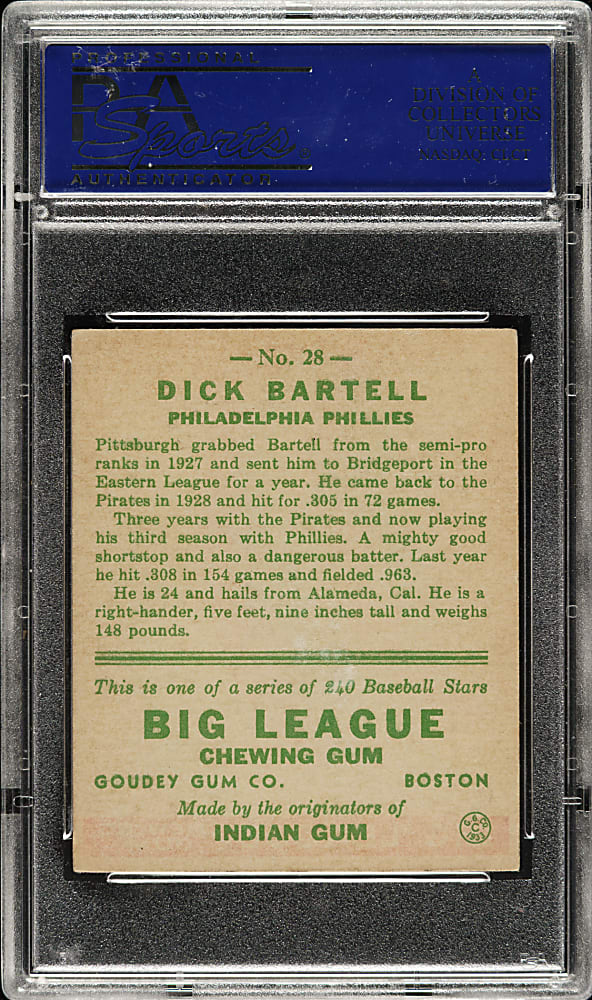 PROFESSIONAL
PSA
Sports ®
AUTHENTICATOR
A
DIVISION OF
COLLECTORS
UNIVERSE
NASDAQ: CLCT
— No. 28 —
DICK BARTELL
PHILADELPHIA PHILLIES
Pittsburgh grabbed Bartell from the semi-pro
ranks in 1927 and sent him to Bridgeport in the
Eastern League for a year. He came back to the
Pirates in 1928 and hit for .305 in 72 games.
Three years with the Pirates and now playing
his third season with Phillies. A mighty good
shortstop and also a dangerous batter. Last year
he hit .308 in 154 games and fielded .963.
He is 24 and hails from Alameda, Cal. He is a
right-hander, five feet, nine inches tall and weighs
148 pounds.
This is one of a series of 240 Baseball Stars
BIG LEAGUE
CHEWING GUM
GOUDEY GUM CO. BOSTON
Made by the originators of
INDIAN GUM
G. G. Co.
C
1933